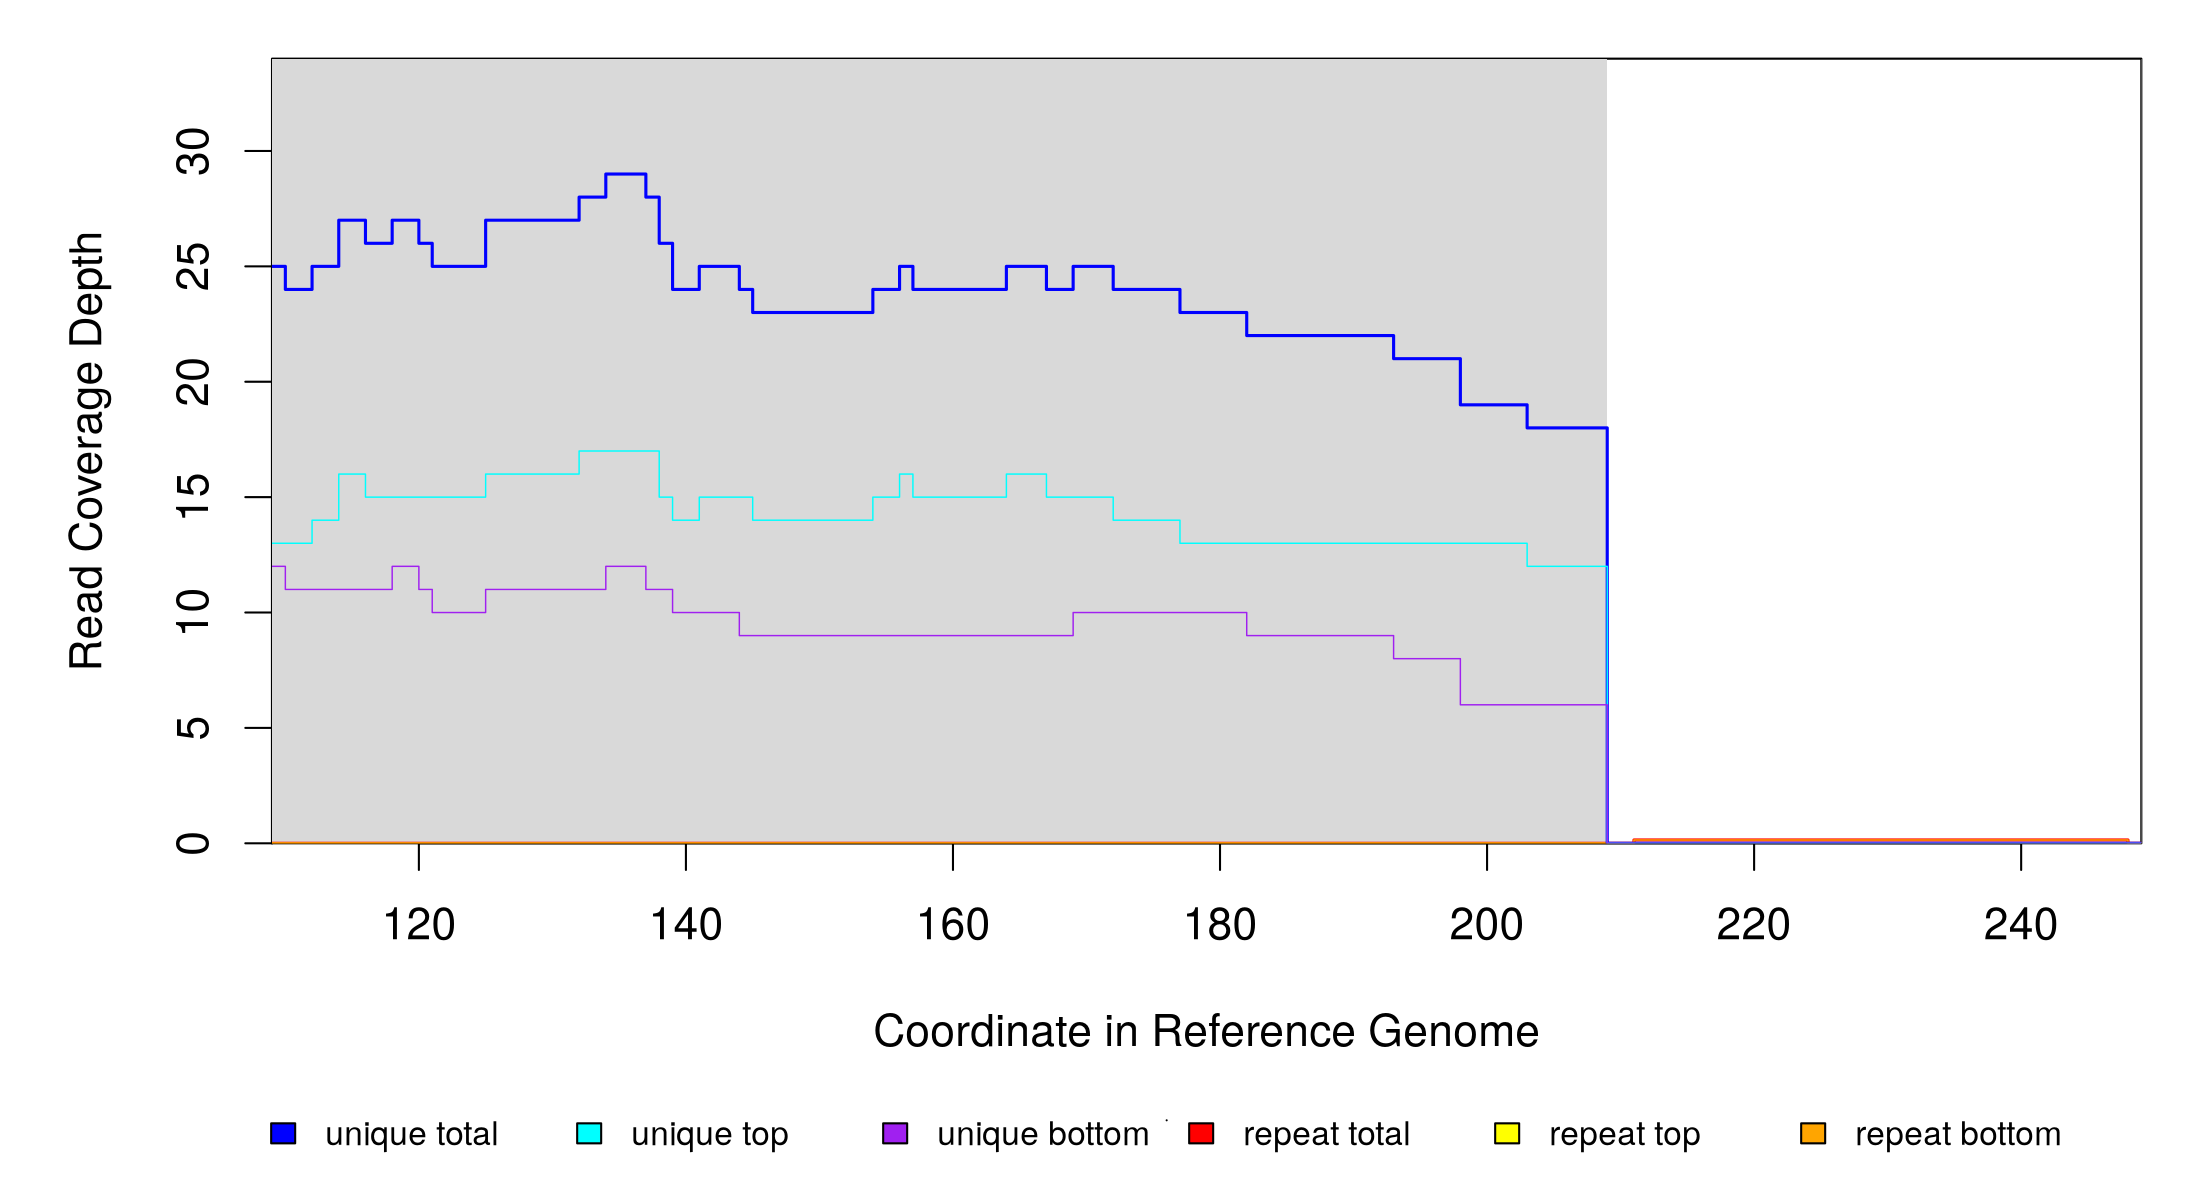 Read Coverage Depth
30
25
20
15
10
5
0
120 140 160 180 200 220 240
Coordinate in Reference Genome
unique total unique top unique bottom repeat total repeat top repeat bottom